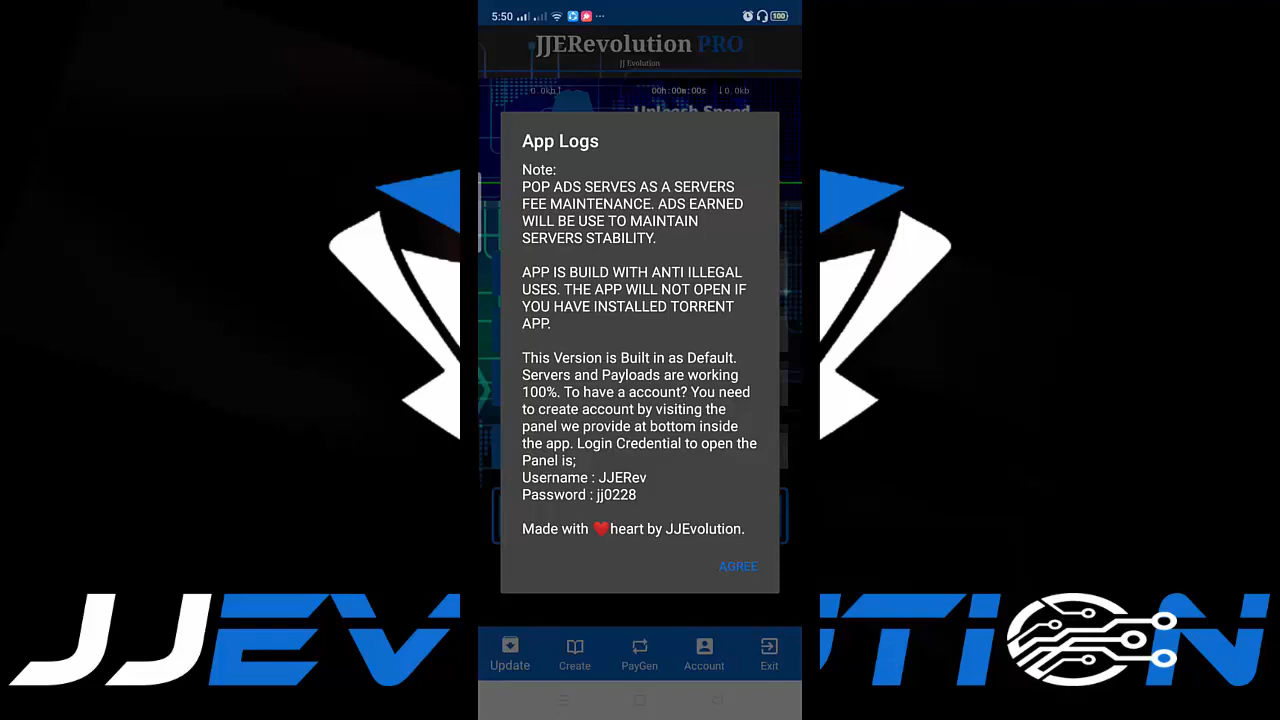 5:50
100
JJERevolution PRO
JJ Evolution
0.0kb↑ 00h:00m:00s ↓0.0kb
Unleash Speed
App Logs
Note:
POP ADS SERVES AS A SERVERS
FEE MAINTENANCE. ADS EARNED
WILL BE USE TO MAINTAIN
SERVERS STABILITY.
APP IS BUILD WITH ANTI ILLEGAL
USES. THE APP WILL NOT OPEN IF
YOU HAVE INSTALLED TORRENT
APP.
This Version is Built in as Default.
Servers and Payloads are working
100%. To have a account? You need
to create account by visiting the
panel we provide at bottom inside
the app. Login Credential to open the
Panel is;
Username : JJERev
Password : jj0228
Made with ❤️heart by JJEvolution.
AGREE
JJEV UTION
Update Create PayGen Account Exit